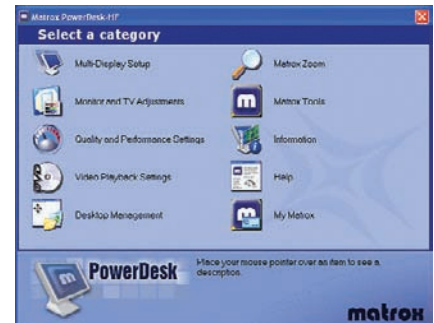 Matrox PowerDesk-HF
Select a category
Multi-Display Setup
Monitor and TV Adjustments
Quality and Performance Settings
Video Playback Settings
Desktop Management
Matrox Zoom
Matrox Tools
Information
Help
My Matrox
PowerDesk
Place your mouse pointer over an item to see a
description.
matrox